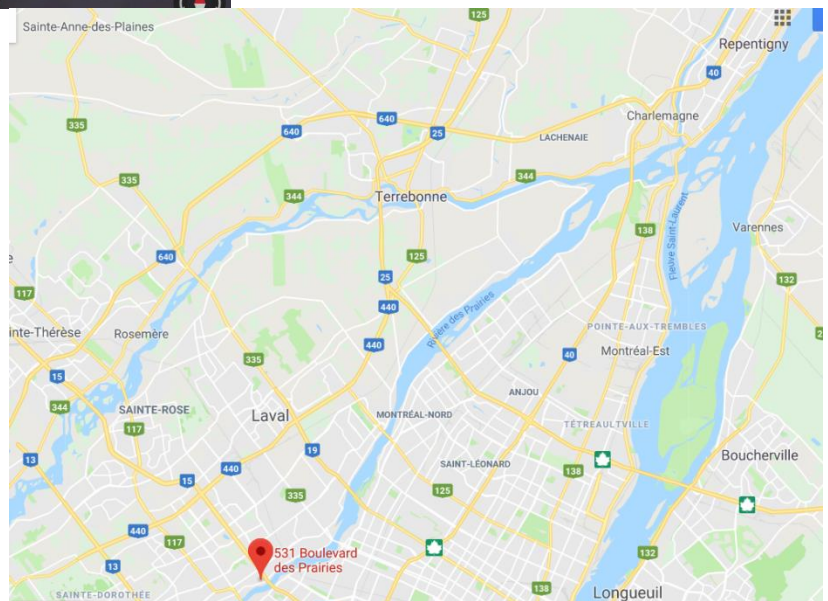 Sainte-Anne-des-Plaines
125
Repentigny
40
Charlemagne
640
335
25
640
LACHENAIE
344
335
344
Terrebonne
138
Fleuve Saint-Laurent
Varennes
125
640
25
132
117
440
Rivière des Prairies
POINTE-AUX-TREMBLES
inte-Thérèse
Rosemère
335
440
40
Montréal-Est
15
344
SAINTE-ROSE
Laval
MONTRÉAL-NORD
ANJOU
117
TÉTREAULTVILLE
13
440
19
SAINT-LÉONARD
138
Boucherville
15
335
125
440
117
531 Boulevard
des Prairies
13
132
138
SAINTE-DOROTHÉE
Longueuil